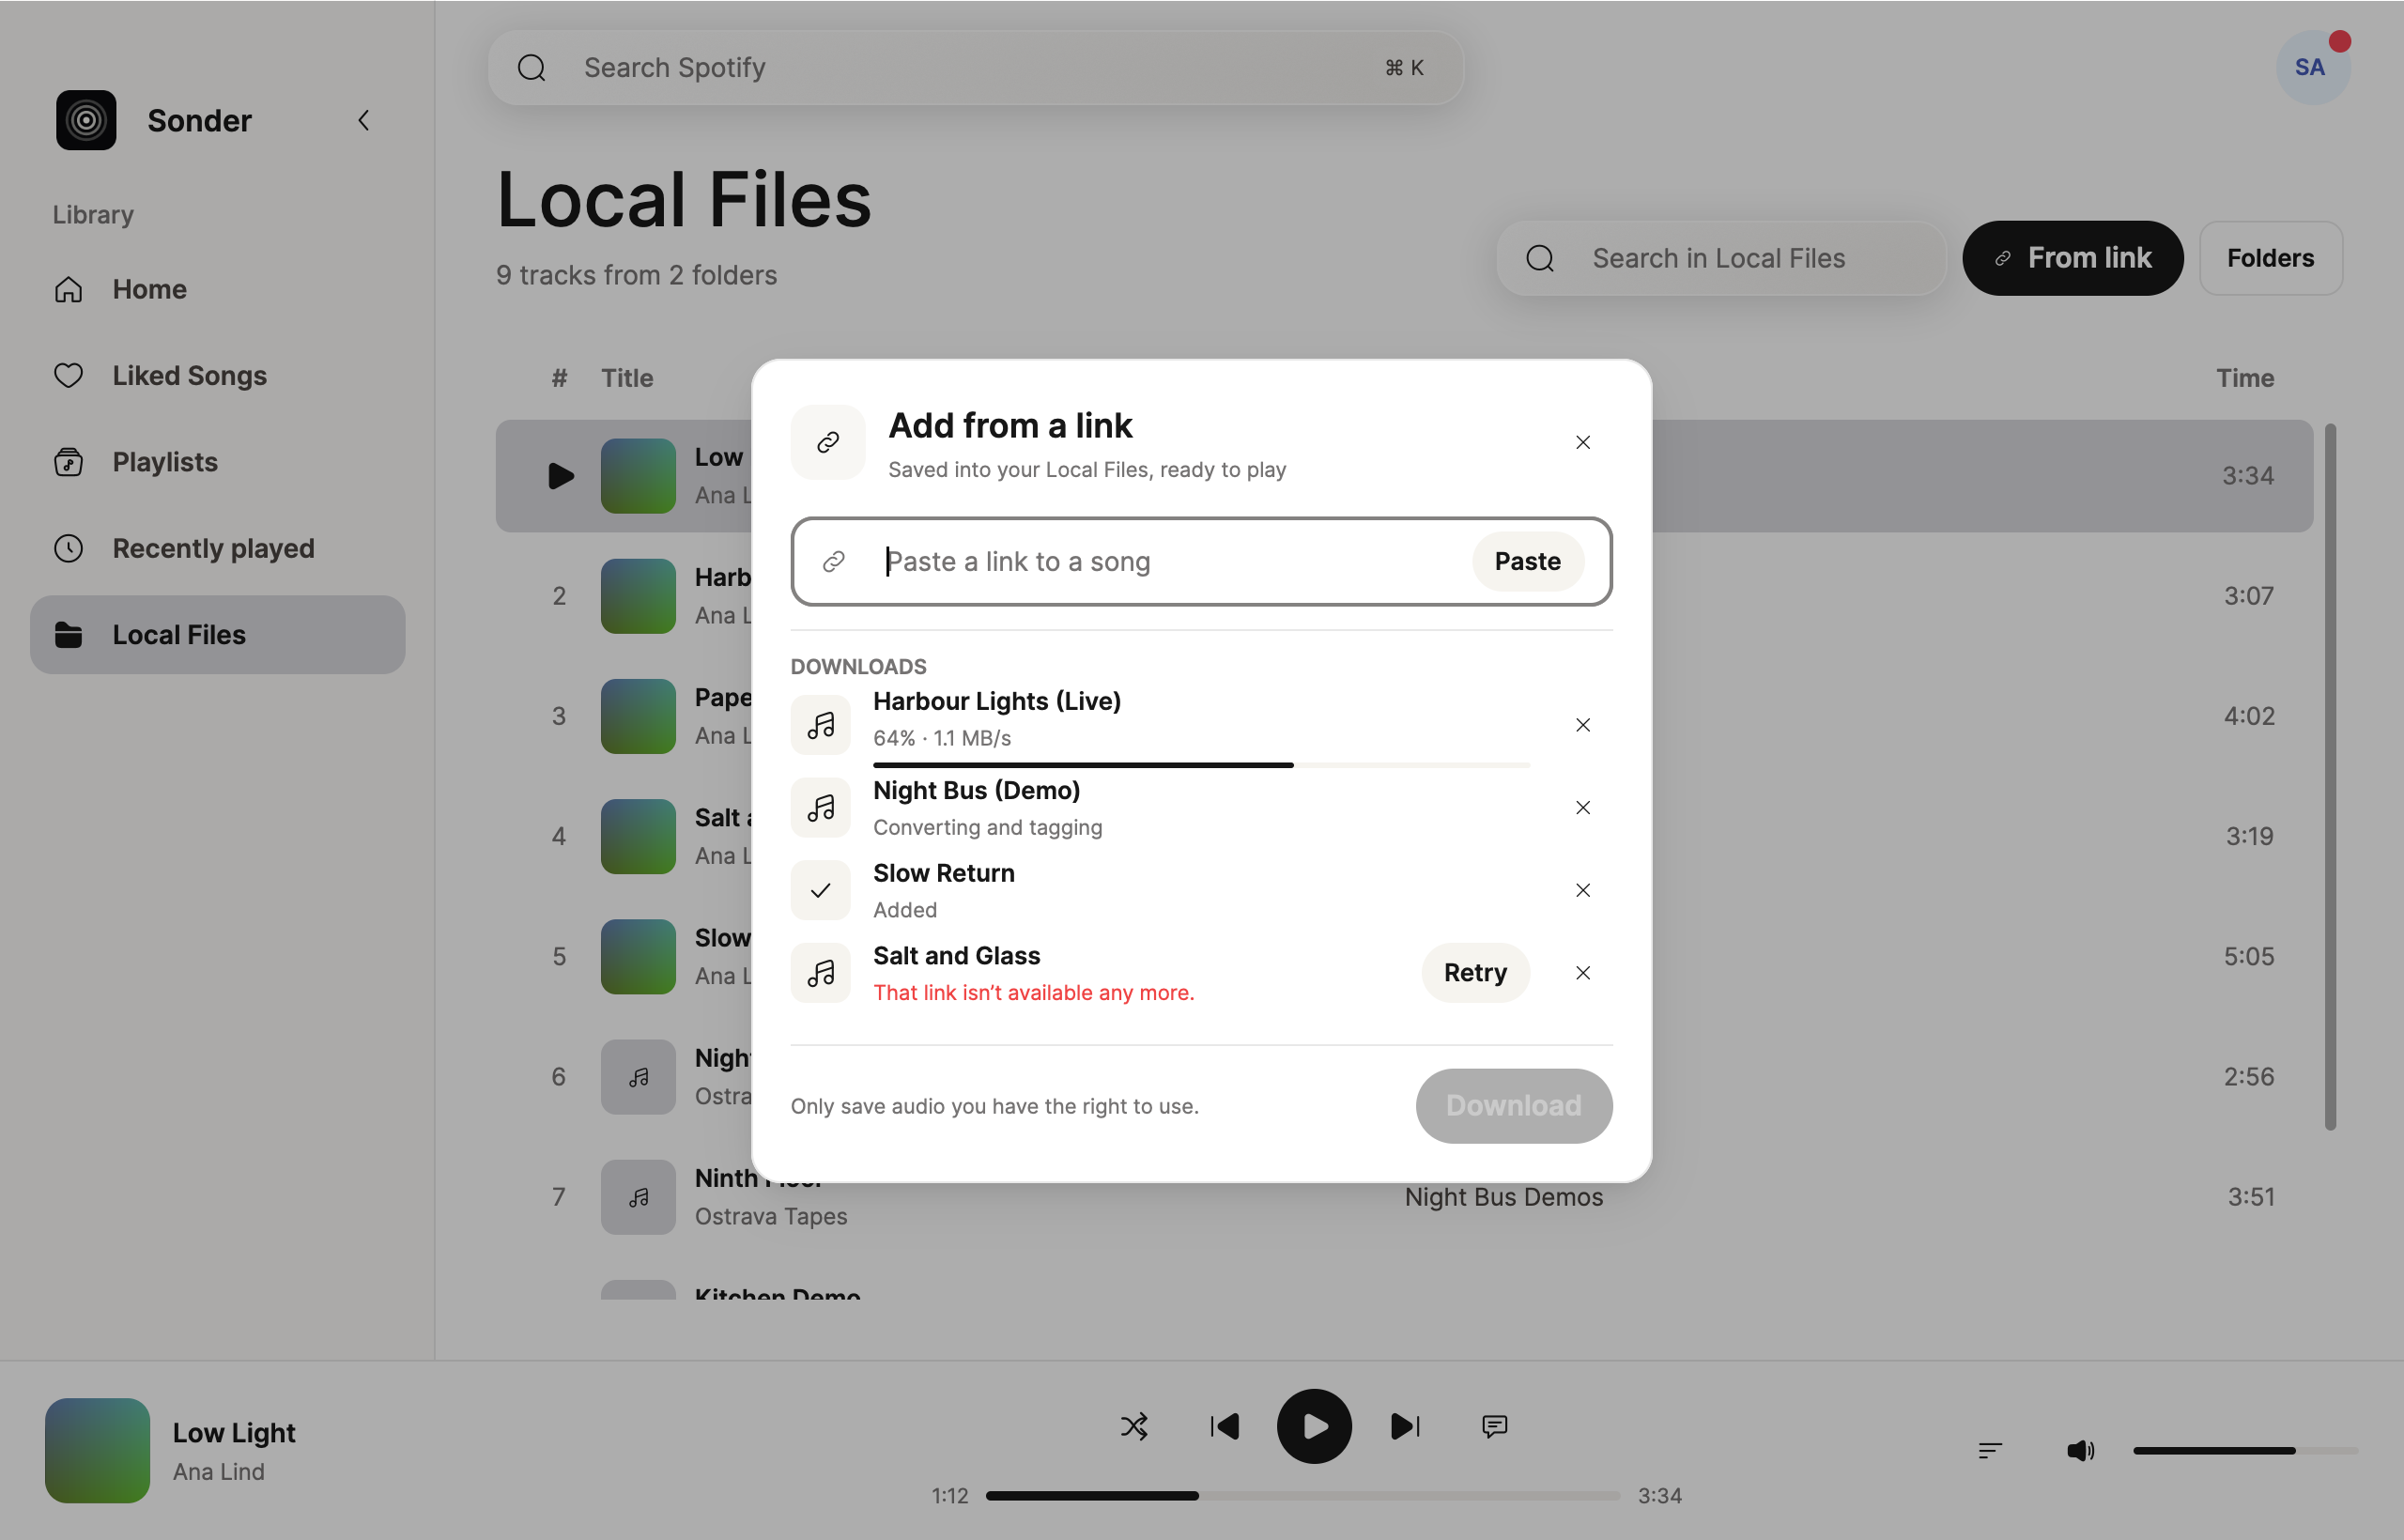 Search Spotify
⌘ K
SA
Sonder
Library
Home
Liked Songs
Playlists
Recently played
Local Files
Local Files
9 tracks from 2 folders
Search in Local Files
From link
Folders
# Title Time
Low
Ana L
3:34
2
Harb
Ana L
3:07
3
Pape
Ana L
4:02
4
Salt
Ana L
3:19
5
Slow
Ana L
5:05
6
Nigh
Ostra
2:56
7
Ninth
Ostrava Tapes
Night Bus Demos
3:51
Kitchen Demo
Add from a link
Saved into your Local Files, ready to play
Paste a link to a song
Paste
DOWNLOADS
Harbour Lights (Live)
64% · 1.1 MB/s
Night Bus (Demo)
Converting and tagging
Slow Return
Added
Salt and Glass
That link isn’t available any more.
Retry
Only save audio you have the right to use.
Download
Low Light
Ana Lind
1:12
3:34